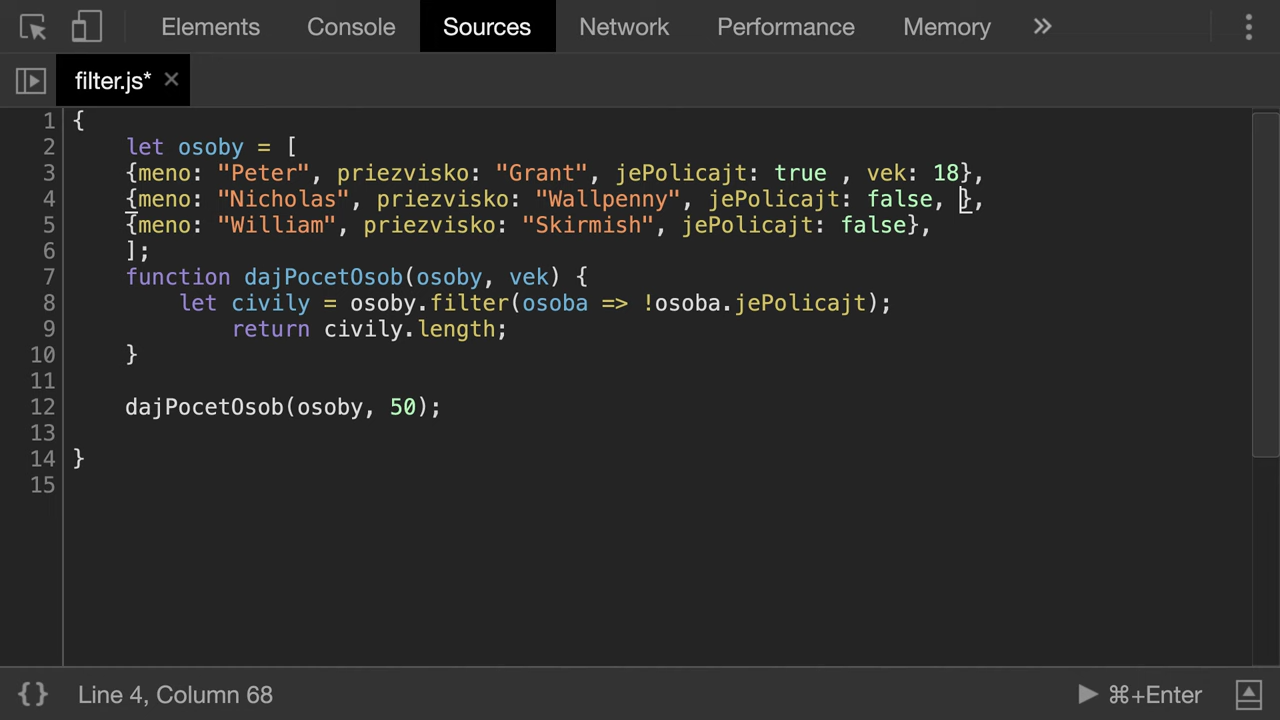 Elements Console Sources Network Performance Memory »
filter.js* ×
1 {
2 let osoby = [
3 {meno: "Peter", priezvisko: "Grant", jePolicajt: true , vek: 18},
4 {meno: "Nicholas", priezvisko: "Wallpenny", jePolicajt: false, },
5 {meno: "William", priezvisko: "Skirmish", jePolicajt: false},
6 ];
7 function dajPocetOsob(osoby, vek) {
8 let civily = osoby.filter(osoba => !osoba.jePolicajt);
9 return civily.length;
10 }
11
12 dajPocetOsob(osoby, 50);
13
14 }
15
{} Line 4, Column 68 ⌘+Enter